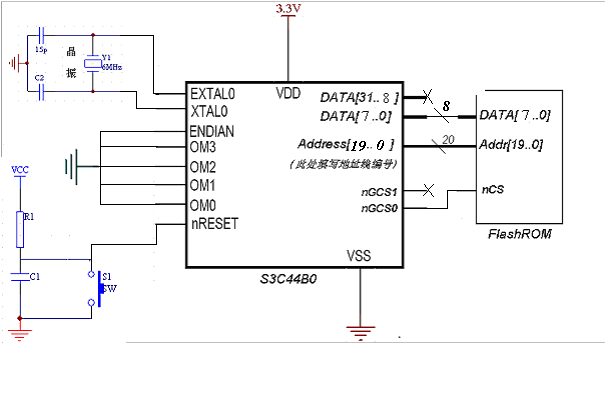 3.3V
15p
晶
振
Y1
6MHz
C2
EXTAL0
VDD
DATA[31..8]
XTAL0
DATA[7..0]
8
DATA[7..0]
ENDIAN
OM3
Address[19..0]
20
Addr[19..0]
OM2
(此处填写地址线编号)
VCC
OM1
nGCS1
nCS
OM0
nGCS0
R1
nRESET
FlashROM
VSS
C1
S1
SW
S3C44B0